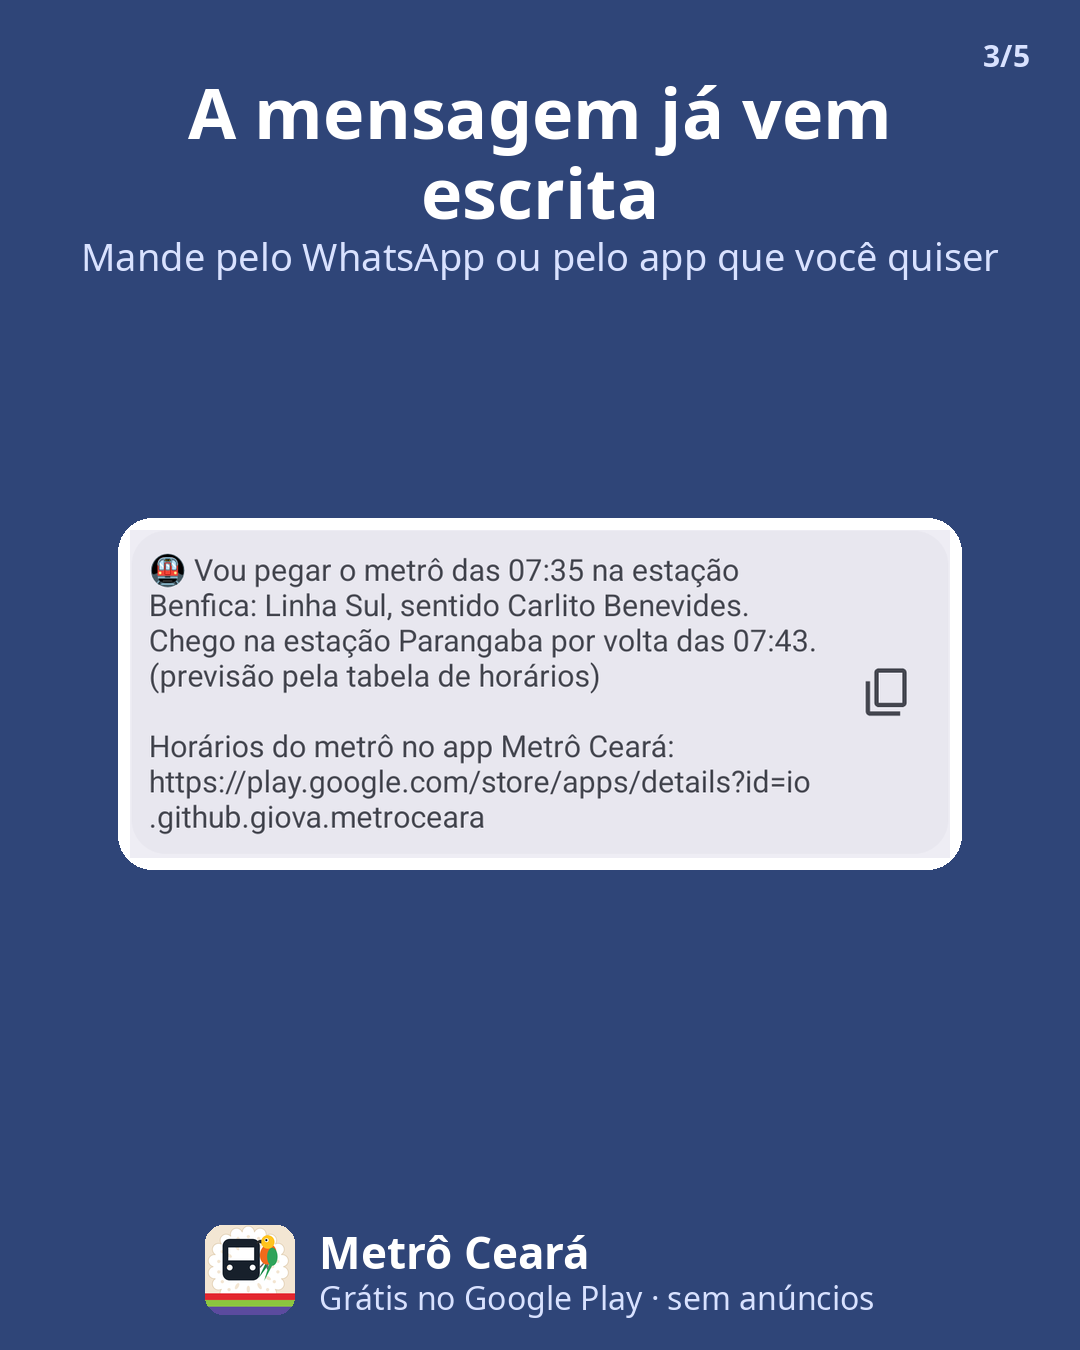 3/5
A mensagem já vem
escrita
Mande pelo WhatsApp ou pelo app que você quiser
🚇 Vou pegar o metrô das 07:35 na estação
Benfica: Linha Sul, sentido Carlito Benevides.
Chego na estação Parangaba por volta das 07:43.
(previsão pela tabela de horários)
Horários do metrô no app Metrô Ceará:
https://play.google.com/store/apps/details?id=io
.github.giova.metroceara
Metrô Ceará
Grátis no Google Play · sem anúncios